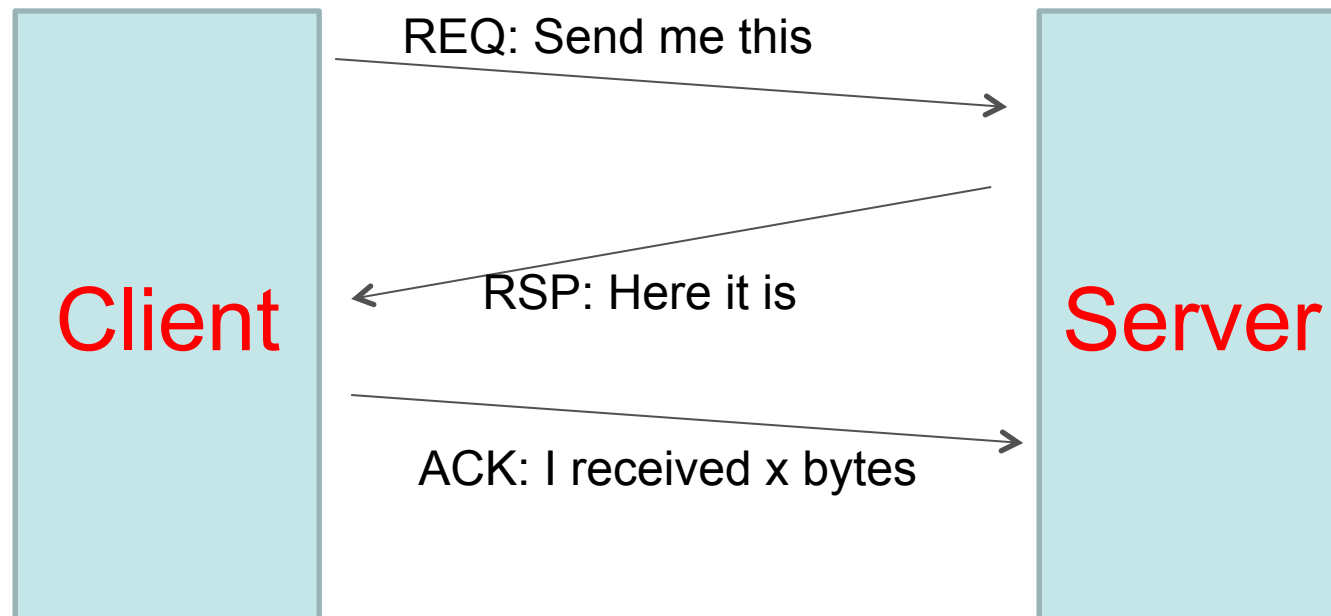 REQ: Send me this
Client
RSP: Here it is
Server
ACK: I received x bytes